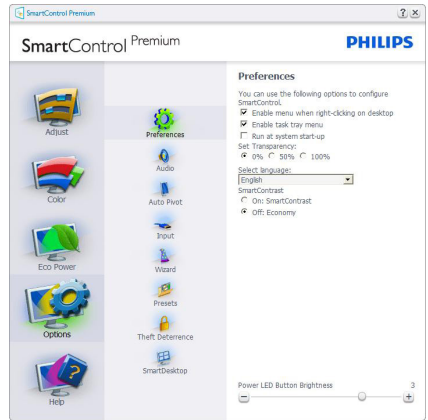 SmartControl Premium
SmartControl Premium
PHILIPS
Adjust
Color
Eco Power
Options
Help
Preferences
Audio
Auto Pivot
Input
Wizard
Presets
Theft Deterrence
SmartDesktop
Preferences
You can use the following options to configure
SmartControl.
Enable menu when right-clicking on desktop
Enable task tray menu
Run at system start-up
Set Transparency:
0% 50% 100%
Select language:
English
SmartContrast
On: SmartContrast
Off: Economy
Power LED Button Brightness 3